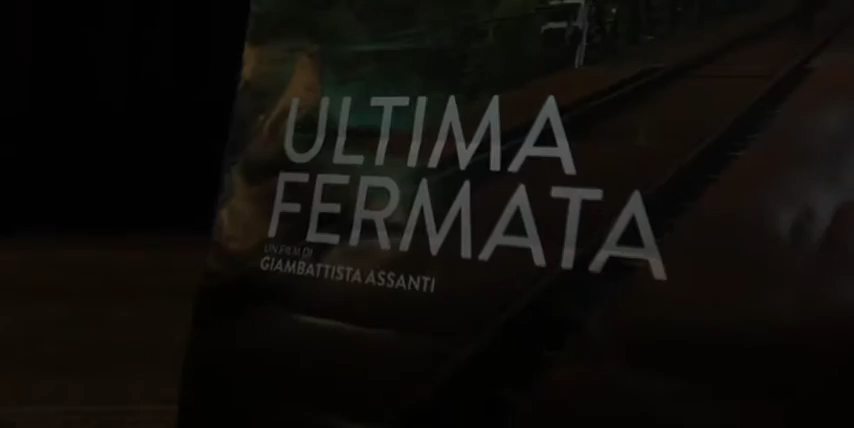 ULTIMA
FERMATA
UN FILM DI
GIAMBATTISTA ASSANTI